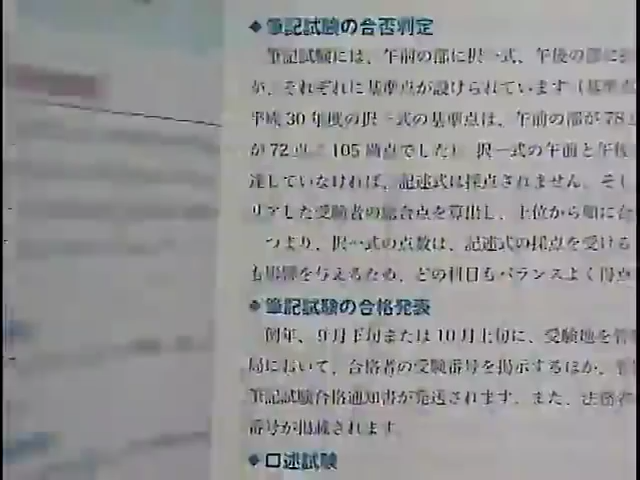 ◆筆記試験の合否判定
筆記試験には、午前の部に択一式、午後の部に
が、それぞれに基準点が設けられています（基準点
平成30年度の択一式の基準点は、午前の部が78
が72点／105満点でした）。択一式の午前と午後
達していなければ、記述式は採点されません。そし
リアした受験者の総合点を算出し、上位から順に合
つまり、択一式の点数は、記述式の採点を受ける
も影響を与えるため、どの科目もバランスよく得点
◆筆記試験の合格発表
例年、9月下旬または10月上旬に、受験地を管
局において、合格者の受験番号を掲示するほか、
筆記試験合格通知書が発送されます。また、法務省
番号が掲載されます。
◆口述試験